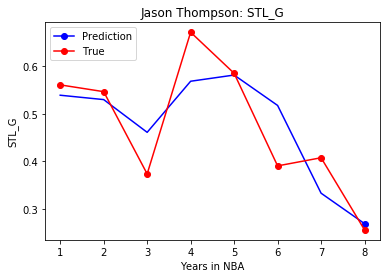 Jason Thompson: STL_G
Prediction
True
STL_G
0.6
0.5
0.4
0.3
1 2 3 4 5 6 7 8
Years in NBA